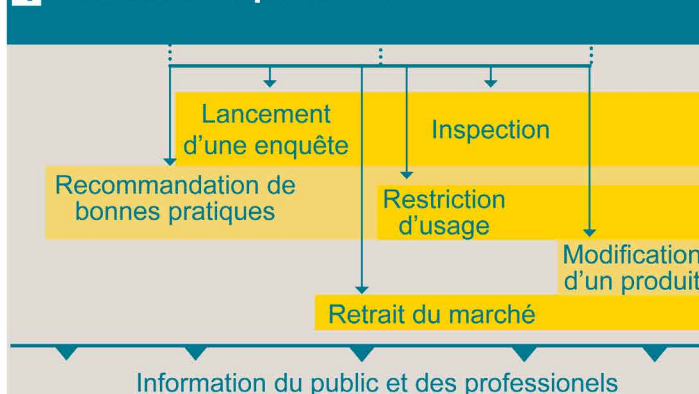 Lancement
d'une enquête
Inspection
Recommandation de
bonnes pratiques
Restriction
d'usage
Modification
d'un produit
Retrait du marché
Information du public et des professionels